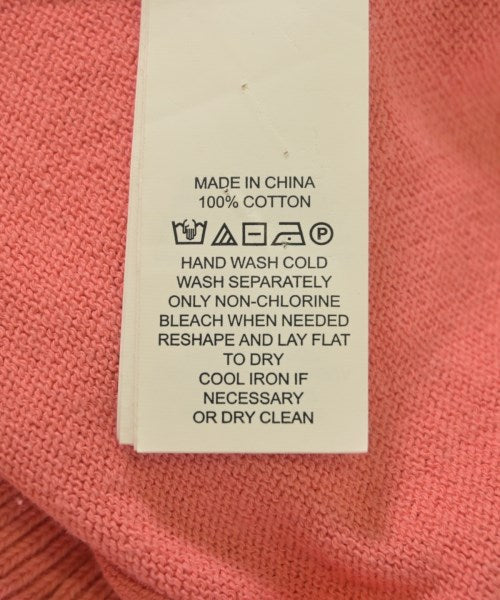 MADE IN CHINA
100% COTTON
P
HAND WASH COLD
WASH SEPARATELY
ONLY NON-CHLORINE
BLEACH WHEN NEEDED
RESHAPE AND LAY FLAT
TO DRY
COOL IRON IF
NECESSARY
OR DRY CLEAN